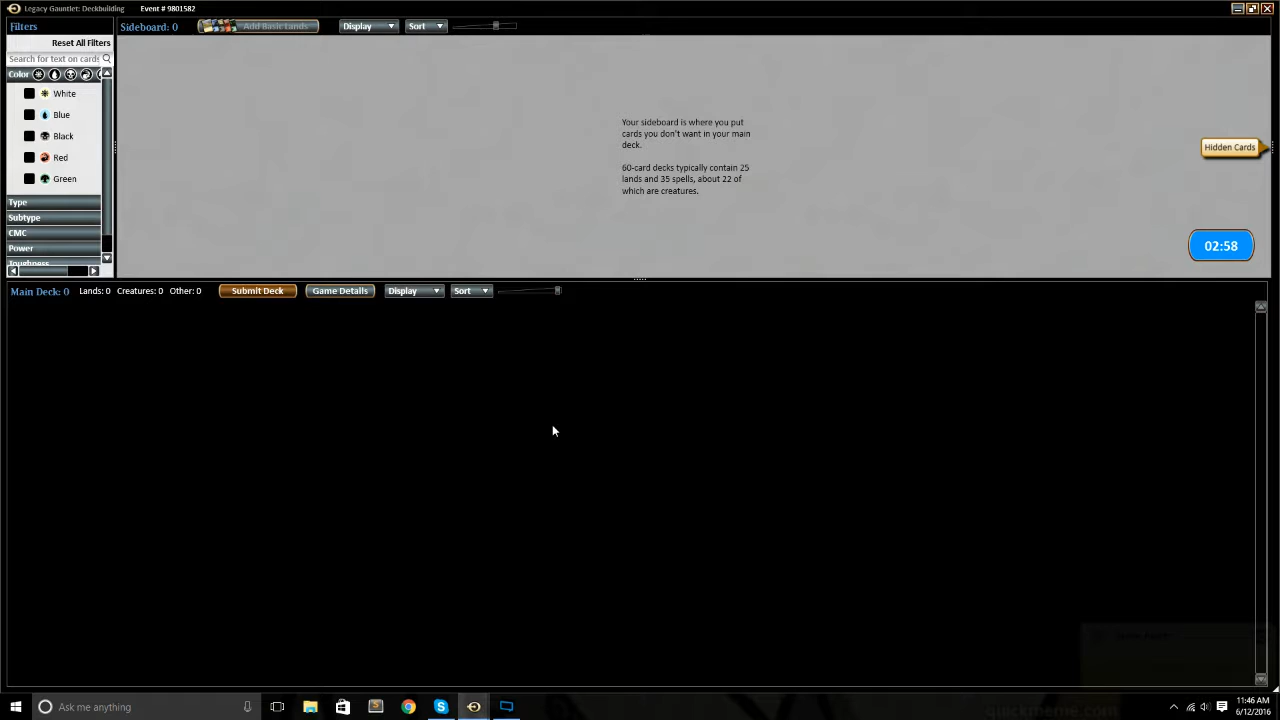 Legacy Gauntlet: Deckbuilding Event # 9801582
Filters
Sideboard: 0 Add Basic Lands Display Sort
Reset All Filters
Search for text on cards
Color
White
Blue
Black
Red
Green
Type
Subtype
CMC
Power
Toughness
Your sideboard is where you put
cards you don't want in your main
deck.
60-card decks typically contain 25
lands and 35 spells, about 22 of
which are creatures.
Hidden Cards
02:58
Main Deck: 0 Lands: 0 Creatures: 0 Other: 0 Submit Deck Game Details Display Sort
Ask me anything
quickmeme.com
11:46 AM
6/12/2016